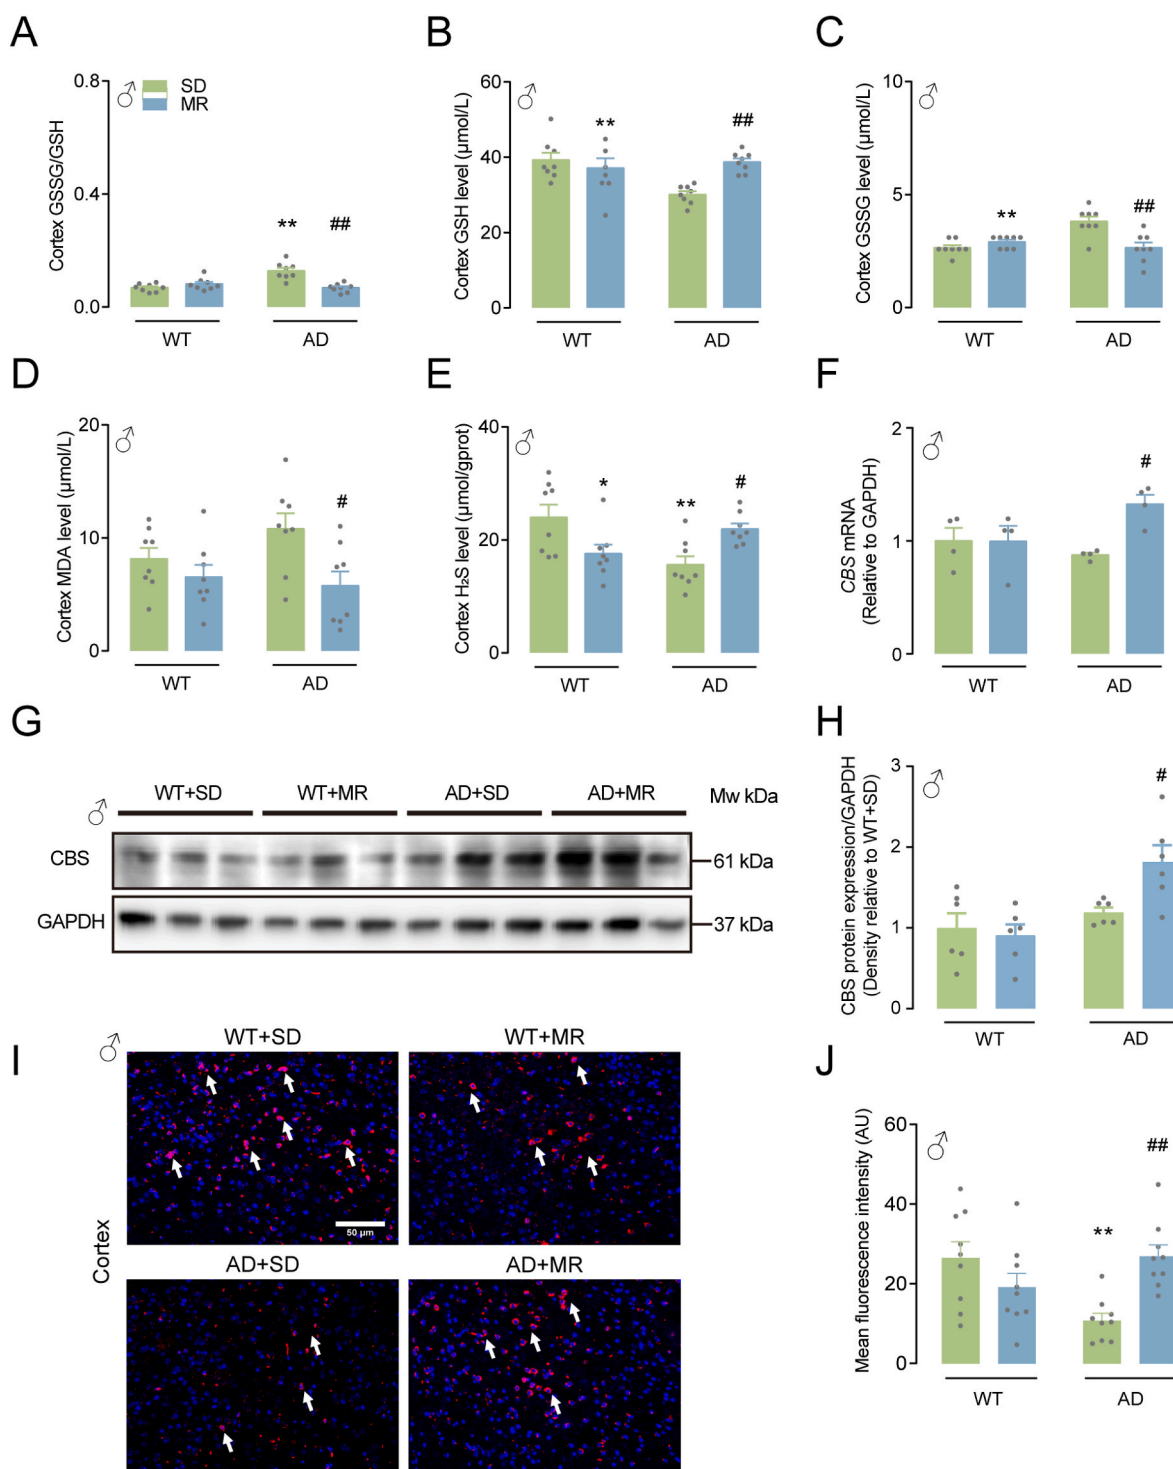 A
Cortex GSSG/GSH
0.8
0.4
0.0
♂
SD
MR
**
##
WT
AD
B
Cortex GSH level (μmol/L)
60
40
20
0
♂
**
##
WT
AD
C
Cortex GSSG level (μmol/L)
10
5
0
♂
**
##
WT
AD
D
Cortex MDA level (μmol/L)
20
10
0
♂
#
WT
AD
E
Cortex H₂S level (μmol/gprot)
40
20
0
♂
*
**
#
WT
AD
F
CBS mRNA
(Relative to GAPDH)
2
1
0
♂
#
WT
AD
G
♂
WT+SD
WT+MR
AD+SD
AD+MR
Mw kDa
CBS
61 kDa
GAPDH
37 kDa
H
CBS protein expression/GAPDH
(Density relative to WT+SD)
3
2
1
0
♂
#
WT
AD
I
♂
Cortex
WT+SD
WT+MR
50 μm
AD+SD
AD+MR
J
Mean fluorescence intensity (AU)
60
40
20
0
♂
**
##
WT
AD